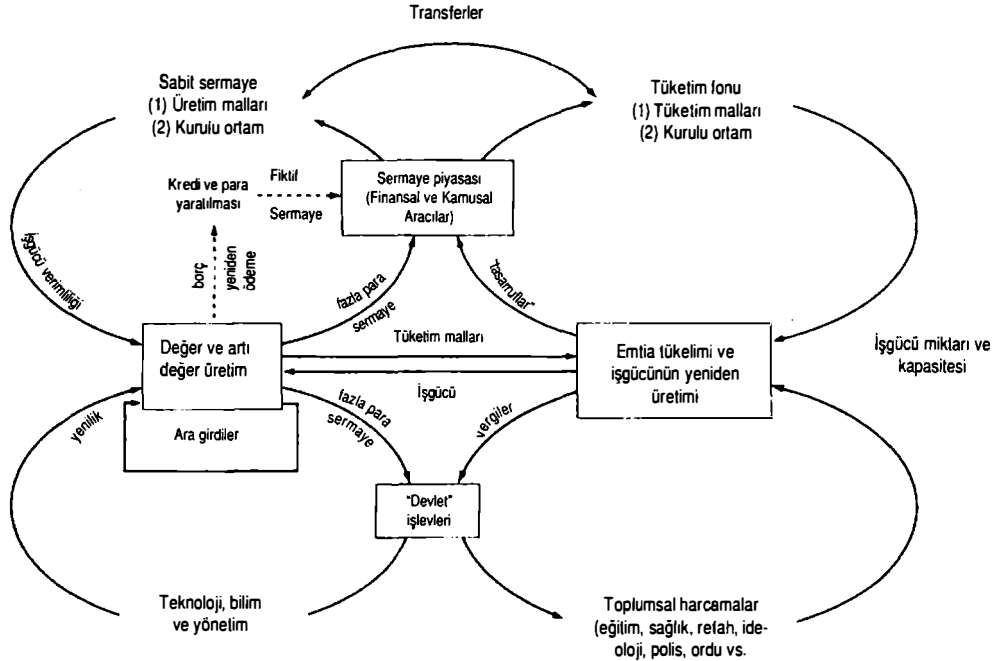 Transferler
Sabit sermaye
(1) Üretim malları
(2) Kurulu ortam
Tüketim fonu
(1) Tüketim malları
(2) Kurulu ortam
Kredi ve para
yaratılması
Fiktif
Sermaye
Sermaye piyasası
(Finansal ve Kamusal
Aracılar)
İşgücü verimliliği
borç
yeniden
ödeme
fazla para
sermaye
"tasarruflar"
Değer ve artı
değer üretim
Tüketim malları
İşgücü
Emtia tükelimi ve
işgücünün yeniden
üretimi
İşgücü miktarı ve
kapasitesi
yenilik
Ara girdiler
fazla para
sermaye
vergiler
"Devlet"
işlevleri
Teknoloji, bilim
ve yönetim
Toplumsal harcamalar
(eğitim, sağlık, refah, ide-
oloji, polis, ordu vs.